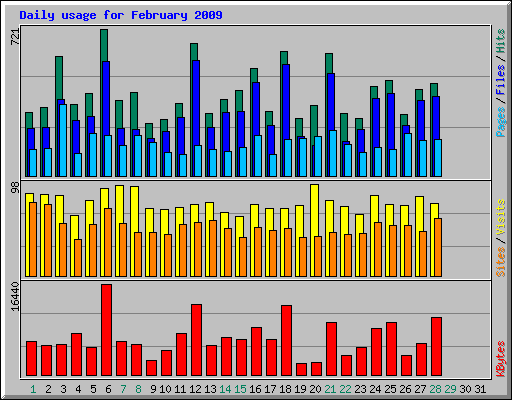 Daily usage for February 2009
721
Pages / Files / Hits
98
Sites / Visits
16440
KBytes
1 2 3 4 5 6 7 8 9 10 11 12 13 14 15 16 17 18 19 20 21 22 23 24 25 26 27 28 29 30 31